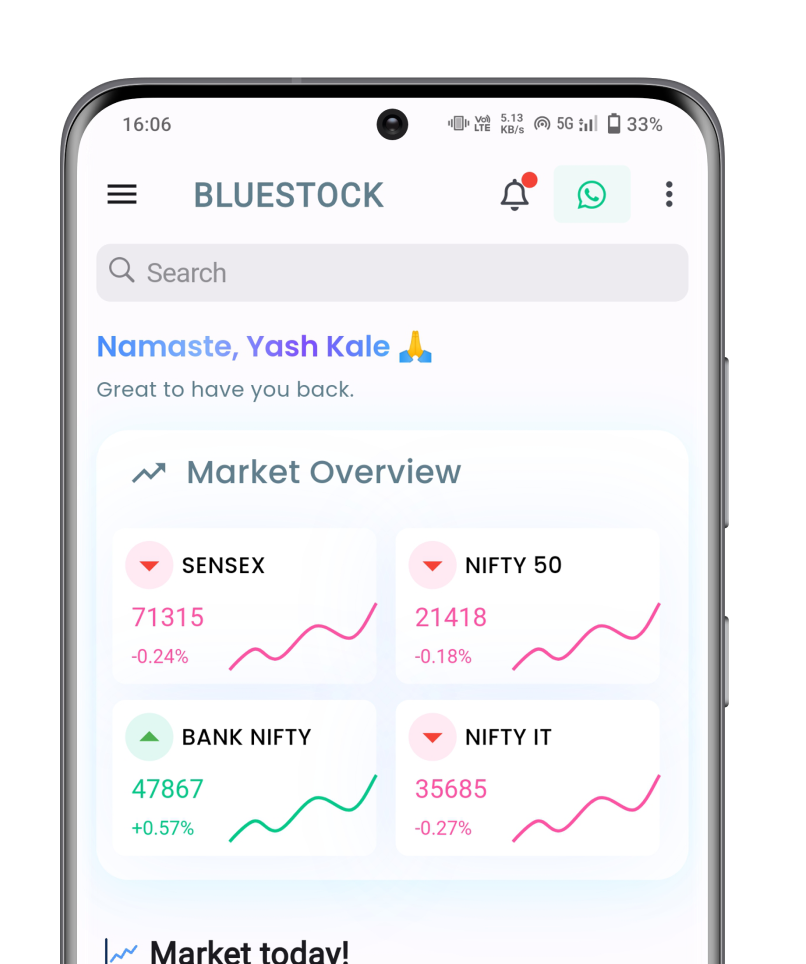 16:06 Vo) LTE 5.13 KB/s 5G 33%
BLUESTOCK
Search
Namaste, Yash Kale 🙏
Great to have you back.
Market Overview
SENSEX
71315
-0.24%
NIFTY 50
21418
-0.18%
BANK NIFTY
47867
+0.57%
NIFTY IT
35685
-0.27%
Market today!